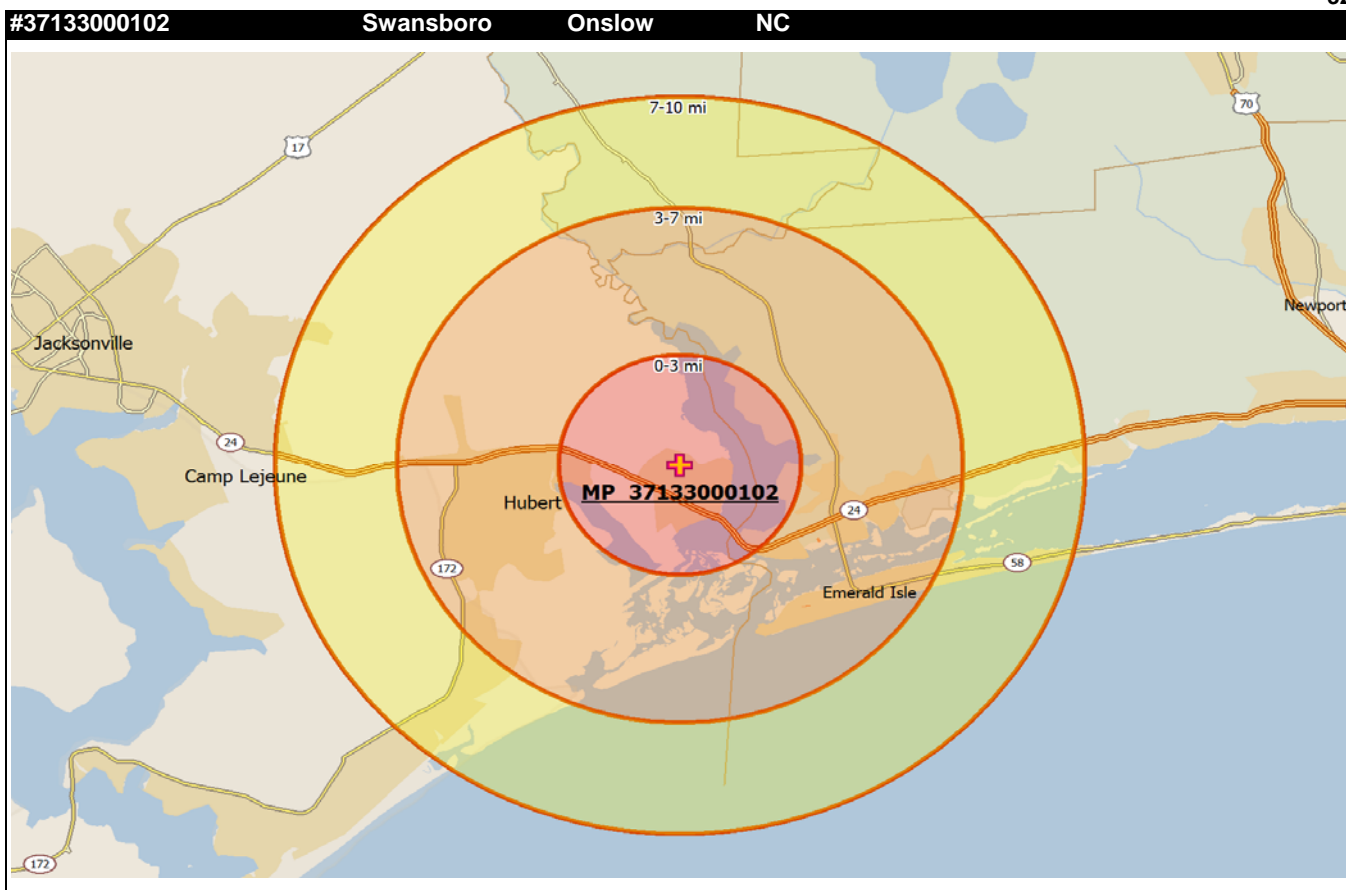 #37133000102 Swansboro Onslow NC
7-10 mi
70
17
3-7 mi
Newport
Jacksonville
0-3 mi
24
Camp Lejeune
Hubert
MP 37133000102
24
172
58
Emerald Isle
172